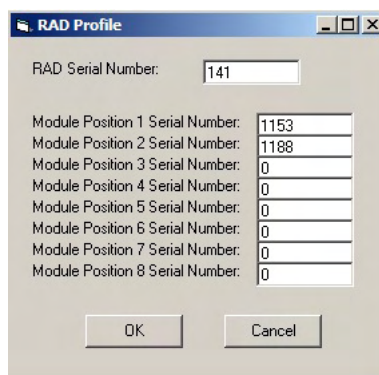 RAD Profile
RAD Serial Number: 141
Module Position 1 Serial Number: 1153
Module Position 2 Serial Number: 1188
Module Position 3 Serial Number: 0
Module Position 4 Serial Number: 0
Module Position 5 Serial Number: 0
Module Position 6 Serial Number: 0
Module Position 7 Serial Number: 0
Module Position 8 Serial Number: 0
OK Cancel